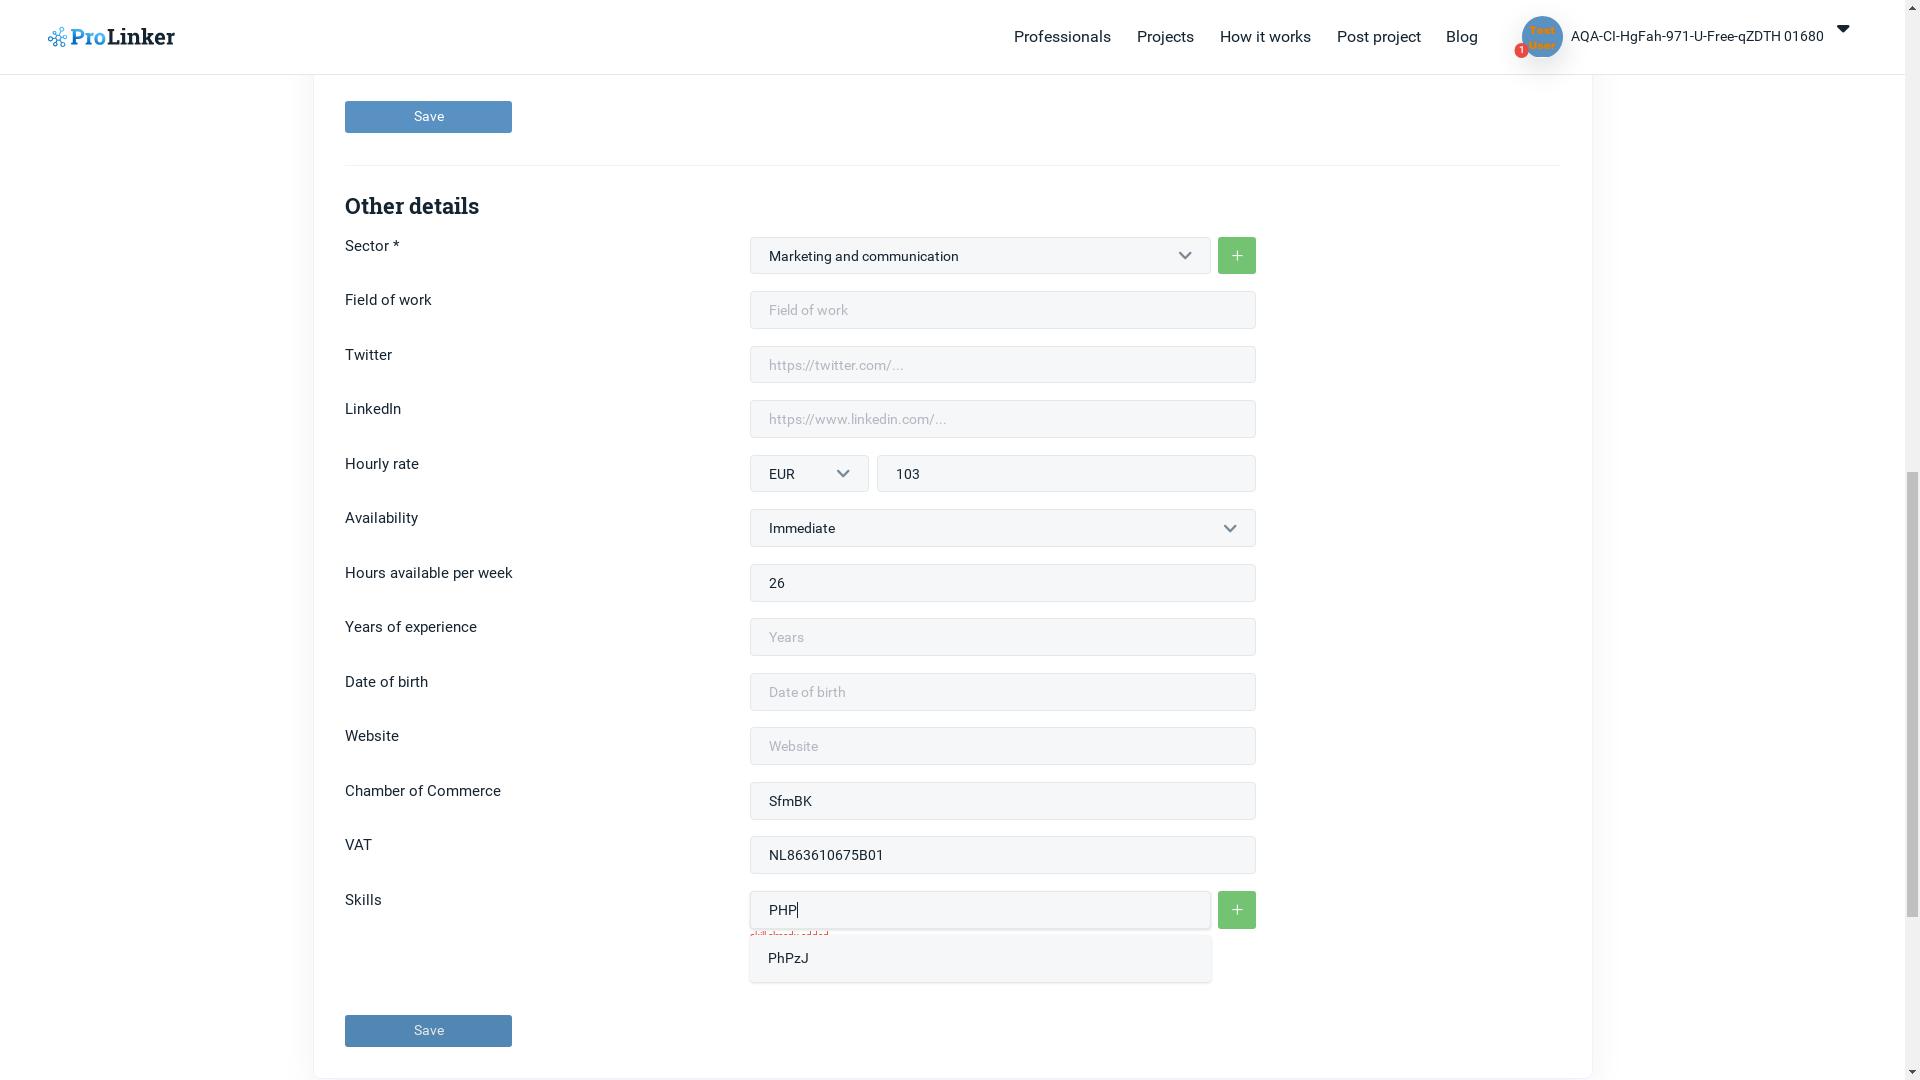 ProLinker
Professionals
Projects
How it works
Post project
Blog
Test
User
1
AQA-CI-HgFah-971-U-Free-qZDTH 01680
Save
Other details
Sector *
Marketing and communication
+
Field of work
Field of work
Twitter
https://twitter.com/...
LinkedIn
https://www.linkedin.com/...
Hourly rate
EUR
103
Availability
Immediate
Hours available per week
26
Years of experience
Years
Date of birth
Date of birth
Website
Website
Chamber of Commerce
SfmBK
VAT
NL863610675B01
Skills
PHP
+
skill already added
PhPzJ
Save